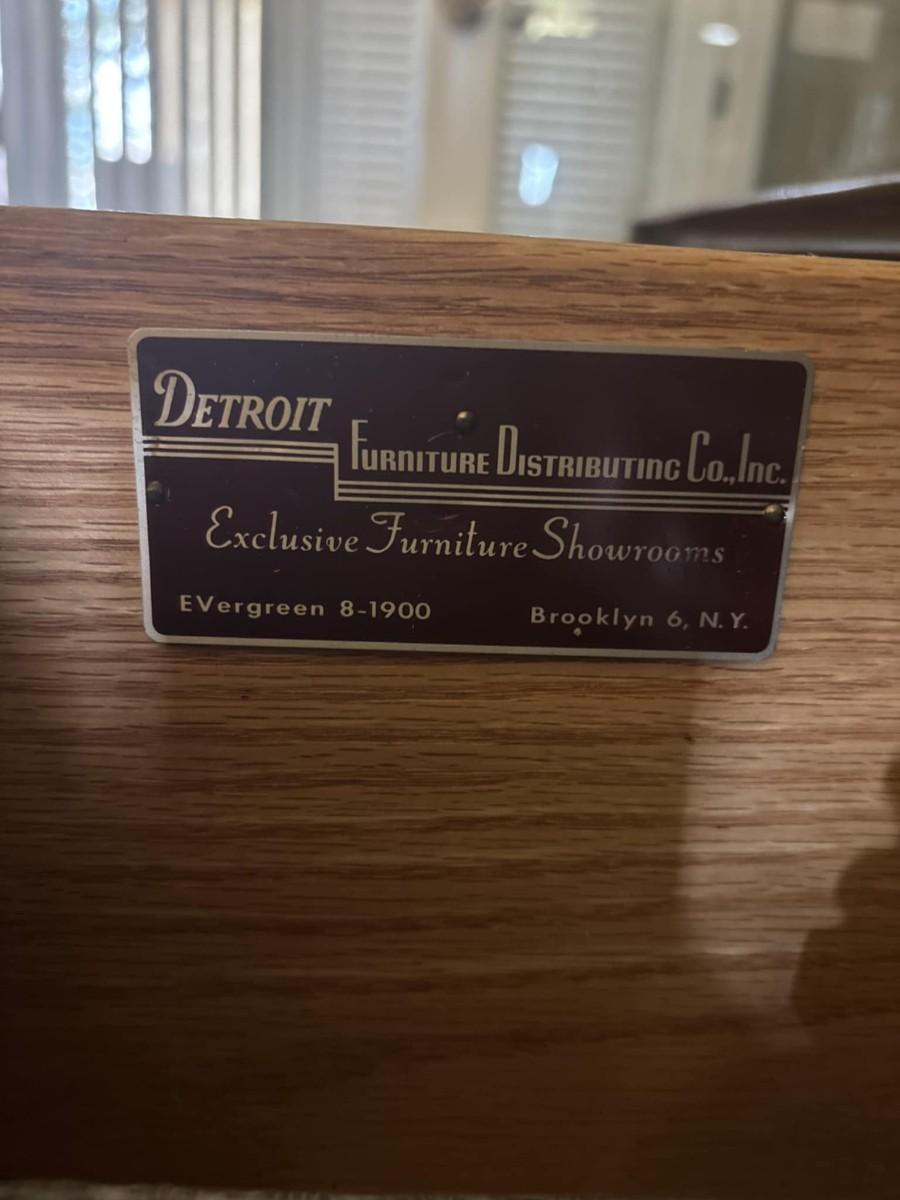 Detroit
Furniture Distributing Co., Inc.
Exclusive Furniture Showrooms
EVergreen 8-1900 Brooklyn 6, N.Y.